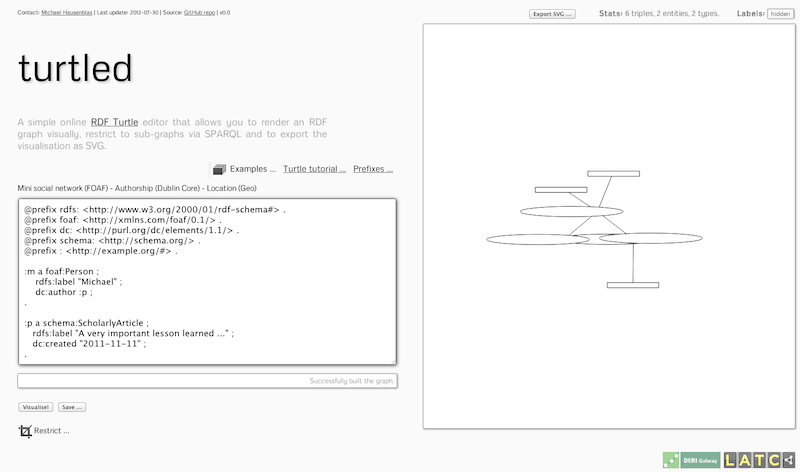 Contact: Michael Hausenblas | Last update: 2012-07-30 | Source: GitHub repo | v0.0
Export SVG ...
Stats: 6 triples, 2 entities, 2 types.
Labels: hidden
turtled
A simple online RDF Turtle editor that allows you to render an RDF
graph visually, restrict to sub-graphs via SPARQL and to export the
visualisation as SVG.
Examples ... Turtle tutorial ... Prefixes ...
Mini social network (FOAF) - Authorship (Dublin Core) - Location (Geo)
@prefix rdfs: <http://www.w3.org/2000/01/rdf-schema#> .
@prefix foaf: <http://xmlns.com/foaf/0.1/> .
@prefix dc: <http://purl.org/dc/elements/1.1/> .
@prefix schema: <http://schema.org/> .
@prefix : <http://example.org/#> .
:m a foaf:Person ;
rdfs:label "Michael" ;
dc:author :p ;
.
:p a schema:ScholarlyArticle ;
rdfs:label "A very important lesson learned ..." ;
dc:created "2011-11-11" ;
.
Successfully built the graph.
Visualise! Save ...
Restrict ...
DERI Galway
LATC